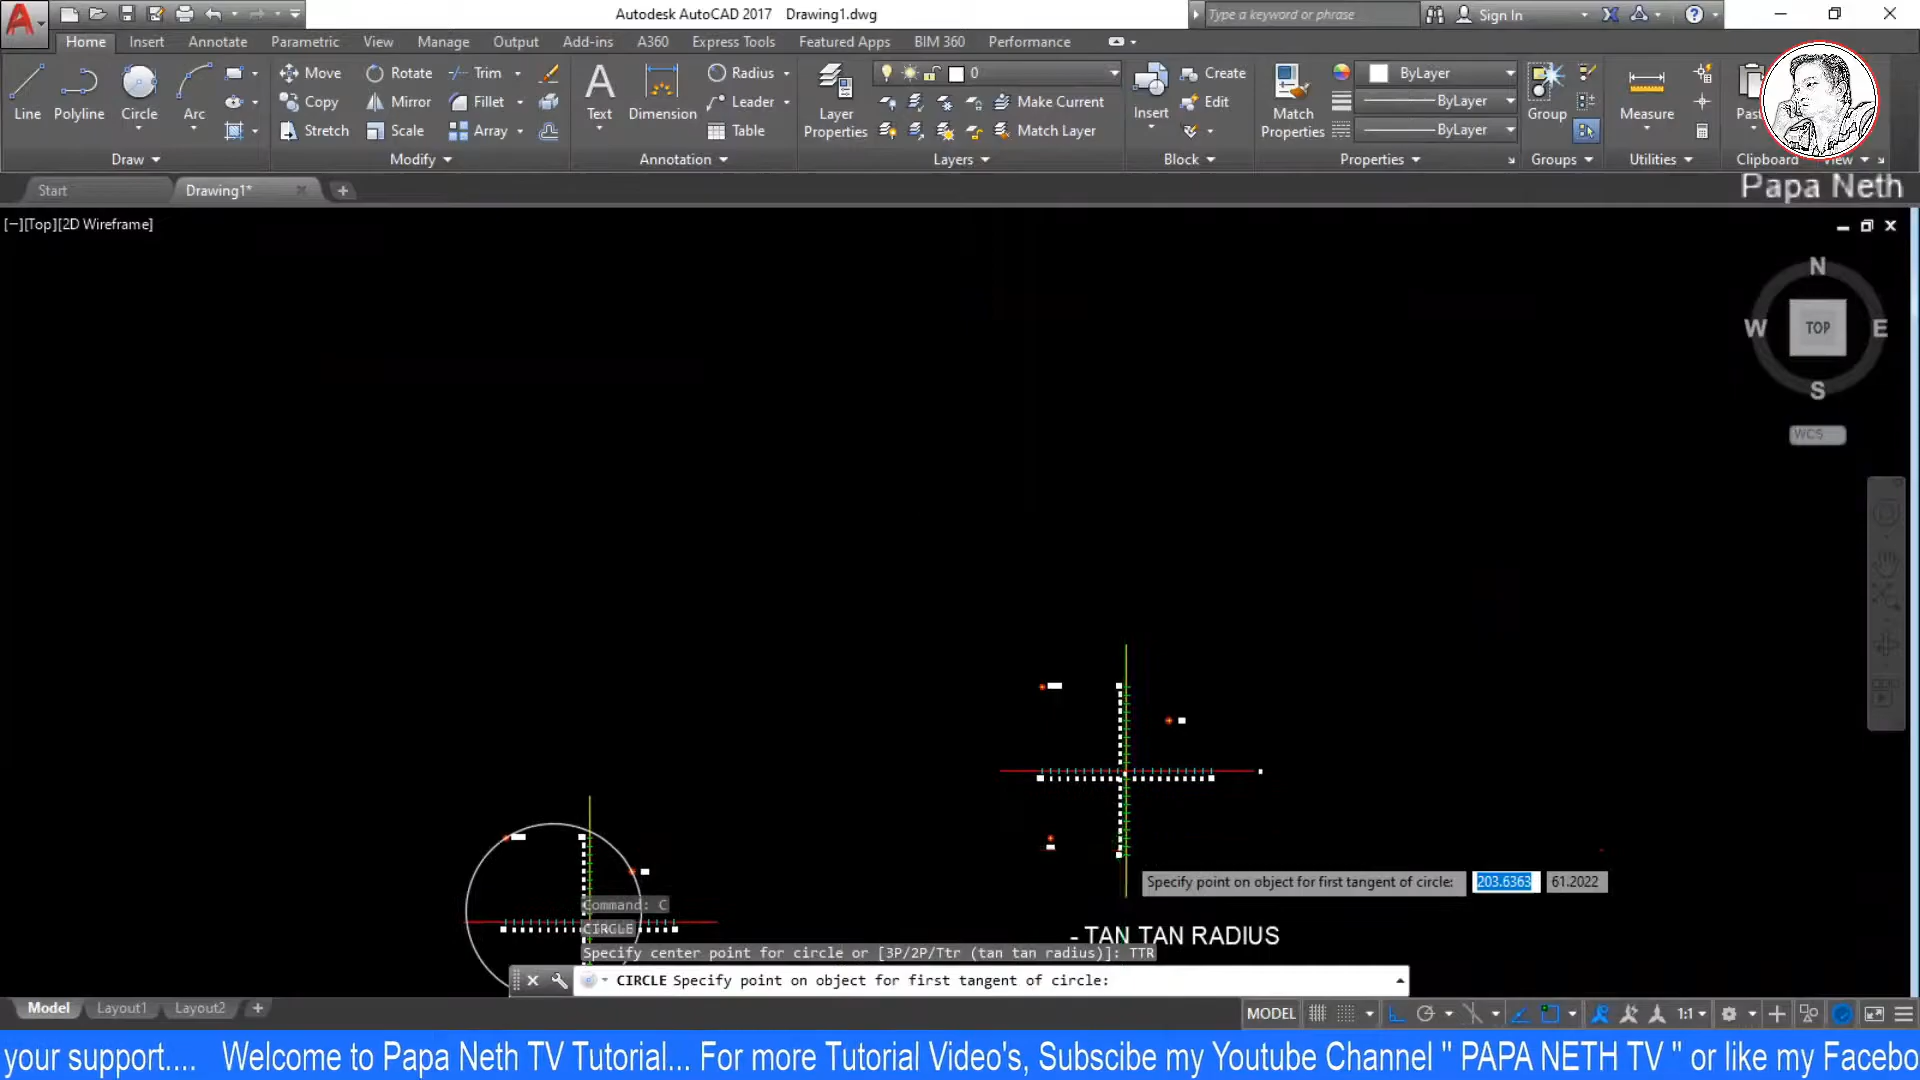 Autodesk AutoCAD 2017 Drawing1.dwg
Type a keyword or phrase
Sign In
Home Insert Annotate Parametric View Manage Output Add-ins A360 Express Tools Featured Apps BIM 360 Performance
Line
Polyline
Circle
Arc
Draw
Move
Copy
Stretch
Rotate
Mirror
Scale
Trim
Fillet
Array
Modify
Text
Dimension
Radius
Leader
Table
Annotation
Layer
Properties
0
Make Current
Match Layer
Layers
Insert
Create
Edit
Block
Match
Properties
ByLayer
ByLayer
ByLayer
Properties
Group
Groups
Measure
Utilities
Clipboard
View
Papa Neth
Start
Drawing1*
[−][Top][2D Wireframe]
N
W
TOP
E
S
WCS
Specify point on object for first tangent of circle: 203.6363 61.2022
- TAN TAN RADIUS
Command: C
CIRCLE
Specify center point for circle or [3P/2P/Ttr (tan tan radius)]: TTR
CIRCLE Specify point on object for first tangent of circle:
Model Layout1 Layout2
MODEL
1:1
your support.... Welcome to Papa Neth TV Tutorial... For more Tutorial Video's, Subscibe my Youtube Channel " PAPA NETH TV " or like my Facebo